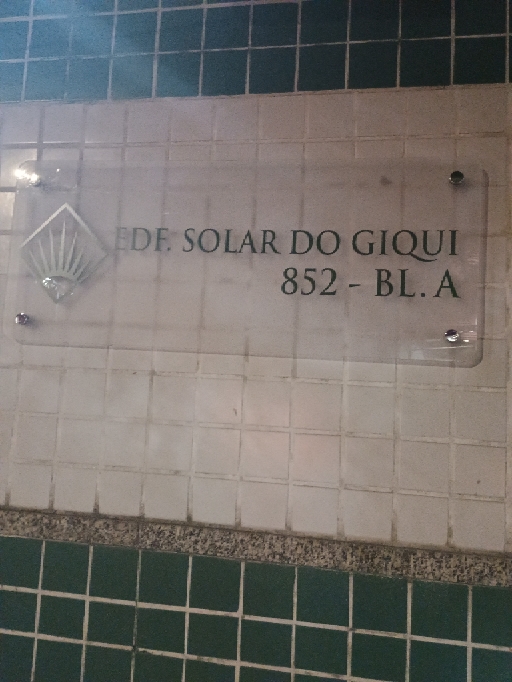 EDF. SOLAR DO GIQUI
852 - BL. A